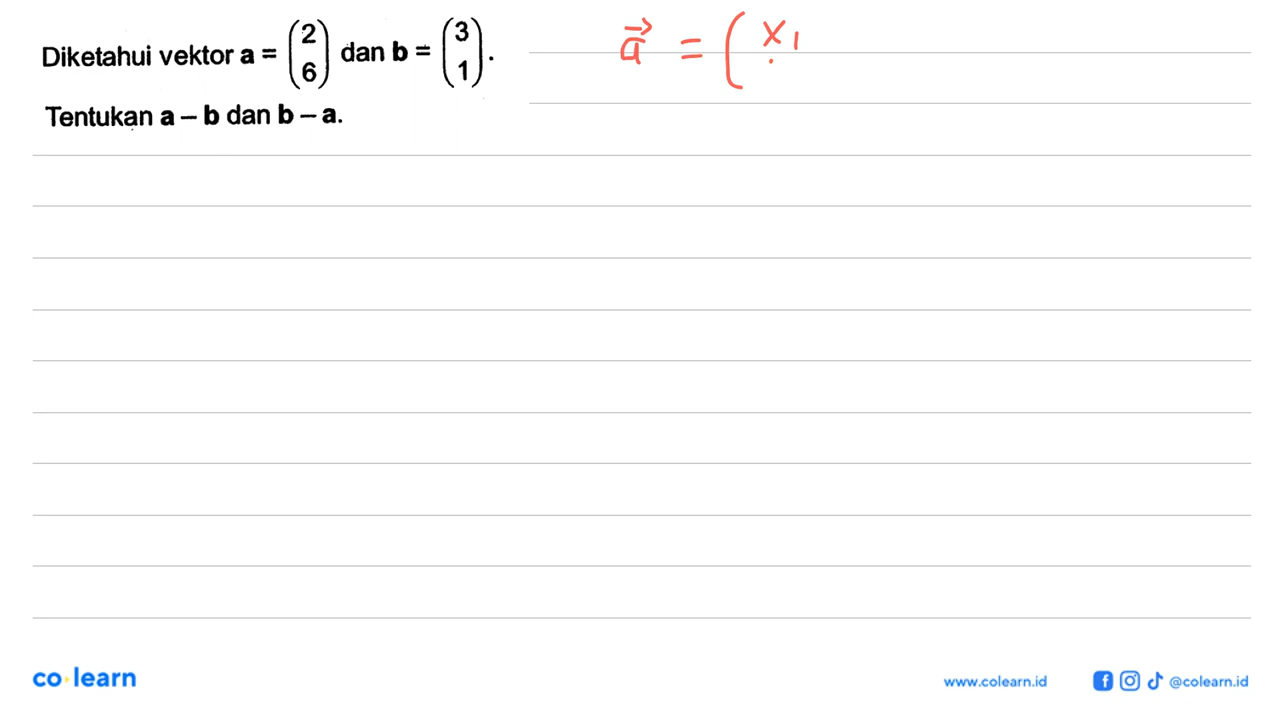 Diketahui vektor a = (2 6) dan b = (3 1).
Tentukan a – b dan b – a.
a⃗ = ( x₁
co·learn
www.colearn.id
@colearn.id